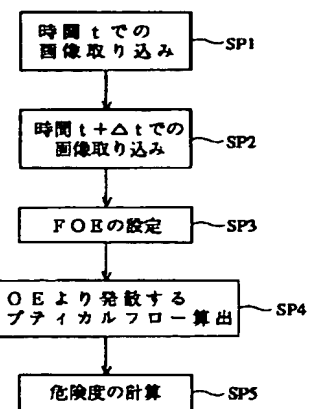 時間tでの
画像取り込み
SP1
時間t+Δtでの
画像取り込み
SP2
FOEの設定
SP3
OEより発散する
プティカルフロー算出
SP4
危険度の計算
SP5